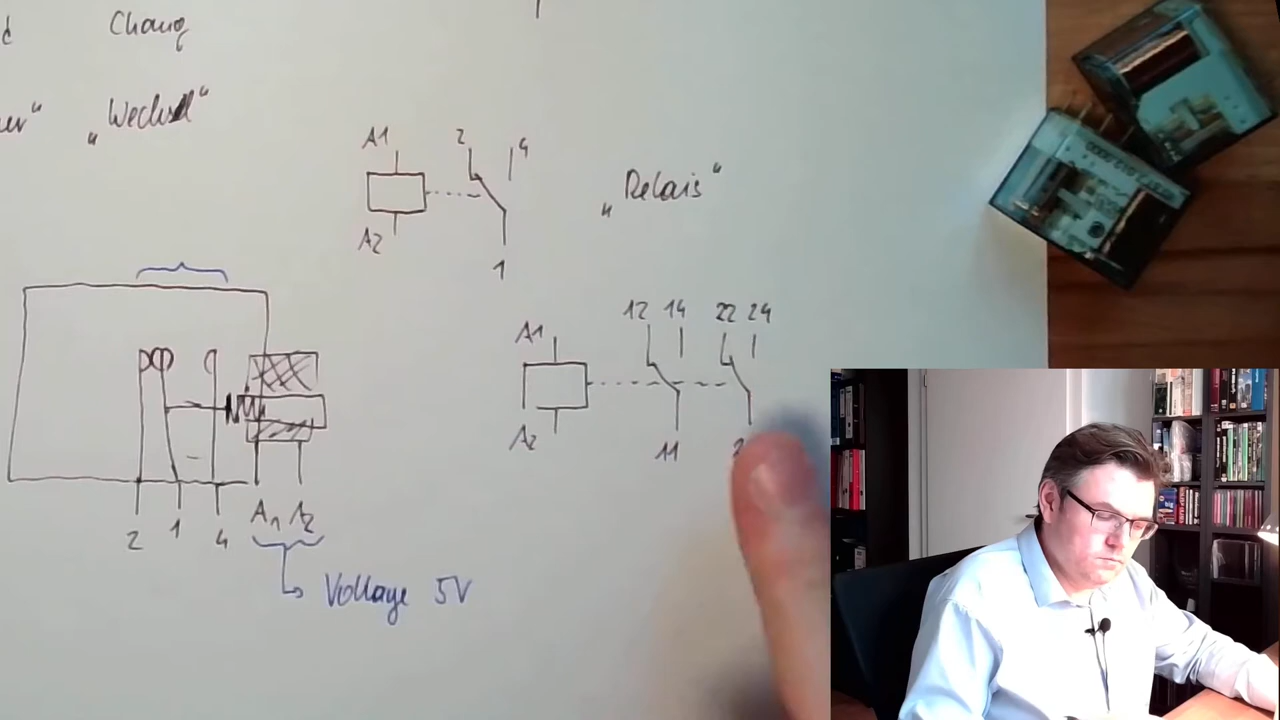 Chang
„Wechsel"
A1 2 4
A2
1
„Relais"
12 14 22 24
A1
A2
11
2 1 4 A1 A2
Voltage 5V